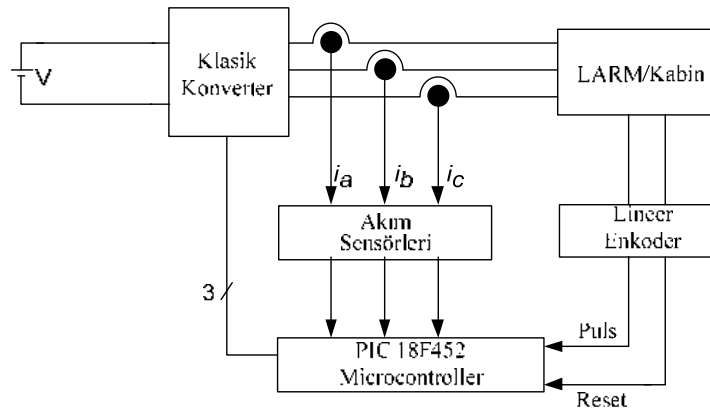 Klasik
Konverter
V
LARM/Kabin
ia
ib
ic
Akım
Sensörleri
Lineer
Enkoder
3
Puls
PIC 18F452
Microcontroller
Reset